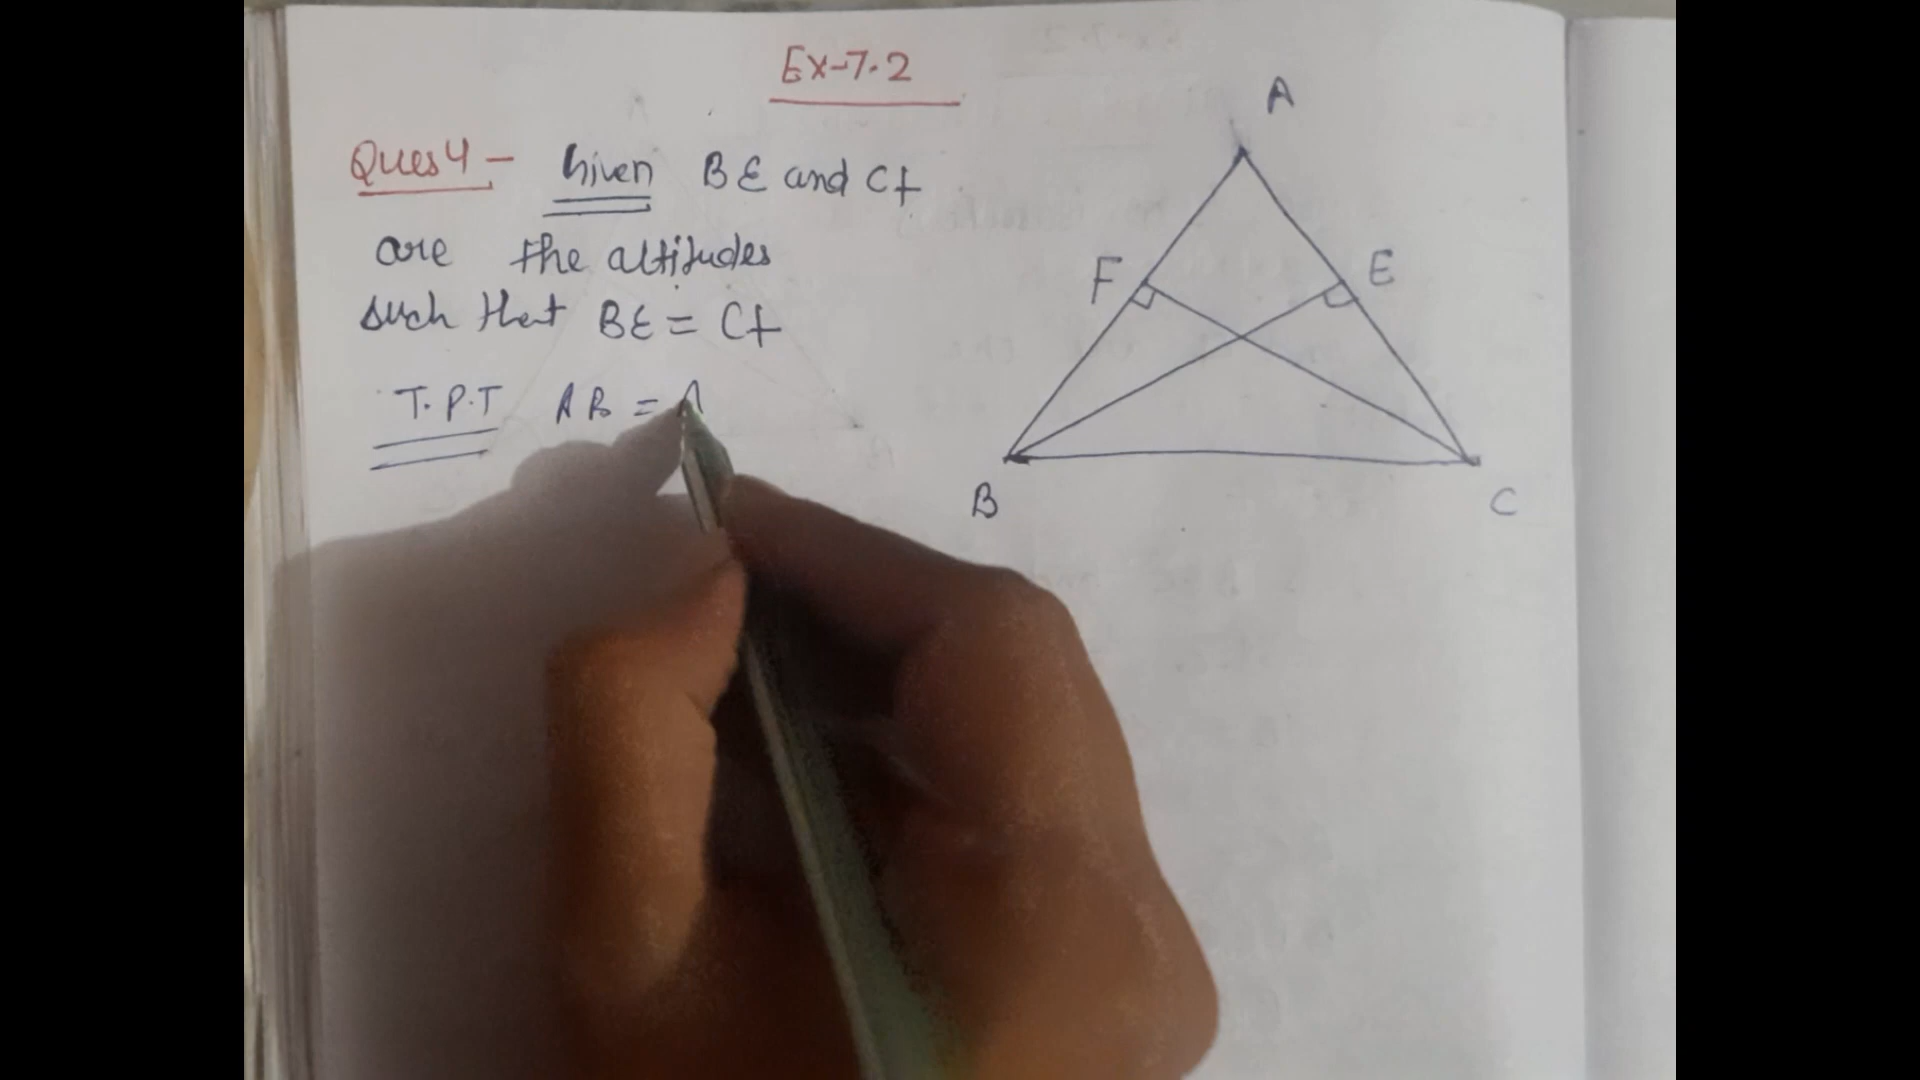 Ex-7.2
Ques 4 - Given BE and CF
are the altitudes
such that BE = CF
T.P.T AB = A
A
F
E
B
C